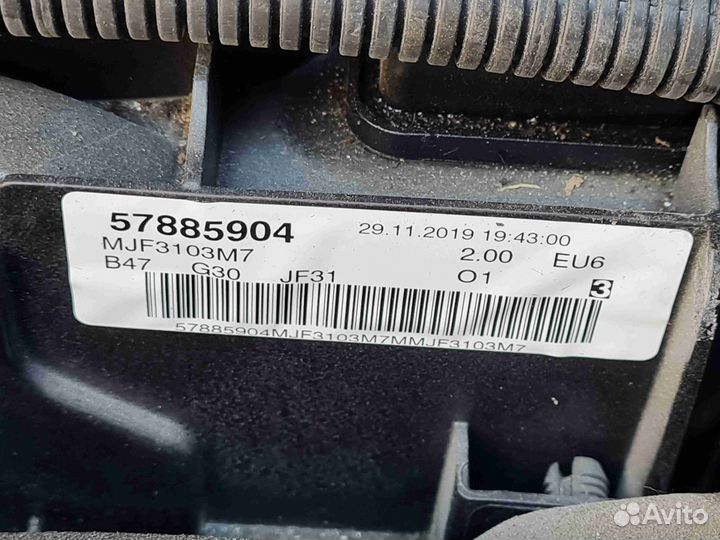 57885904 29.11.2019 19:43:00
MJF3103M7 2.00 EU6
B47 G30 JF31 O1 3
57885904MJF3103M7MMJF3103M7
Avito